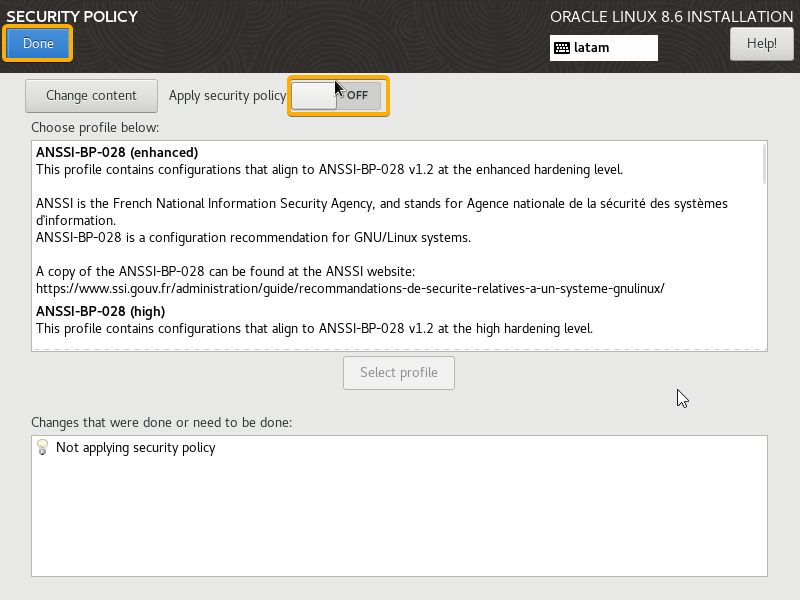 SECURITY POLICY
ORACLE LINUX 8.6 INSTALLATION
Done
latam
Help!
Change content
Apply security policy
OFF
Choose profile below:
ANSSI-BP-028 (enhanced)
This profile contains configurations that align to ANSSI-BP-028 v1.2 at the enhanced hardening level.
ANSSI is the French National Information Security Agency, and stands for Agence nationale de la sécurité des systèmes
d'information.
ANSSI-BP-028 is a configuration recommendation for GNU/Linux systems.
A copy of the ANSSI-BP-028 can be found at the ANSSI website:
https://www.ssi.gouv.fr/administration/guide/recommandations-de-securite-relatives-a-un-systeme-gnulinux/
ANSSI-BP-028 (high)
This profile contains configurations that align to ANSSI-BP-028 v1.2 at the high hardening level.
Select profile
Changes that were done or need to be done:
Not applying security policy